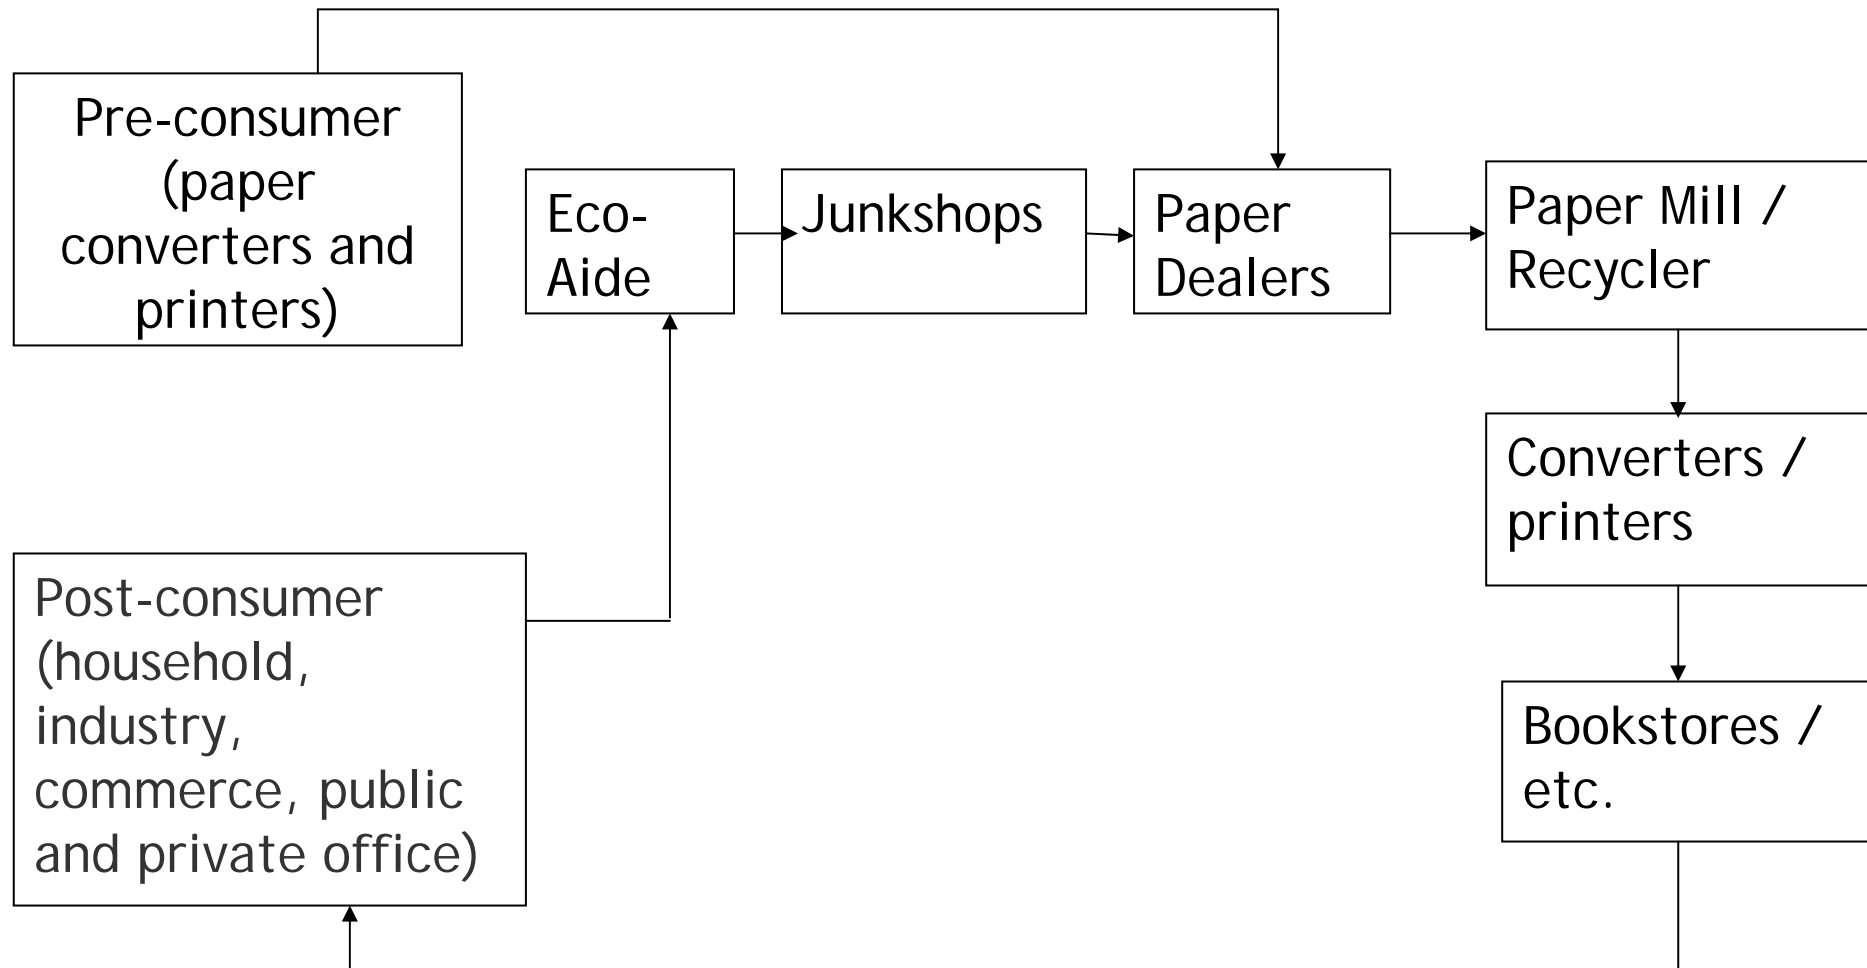 Pre-consumer
(paper
converters and
printers)
Eco-
Aide
Junkshops
Paper
Dealers
Paper Mill /
Recycler
Converters /
printers
Post-consumer
(household,
industry,
commerce, public
and private office)
Bookstores /
etc.